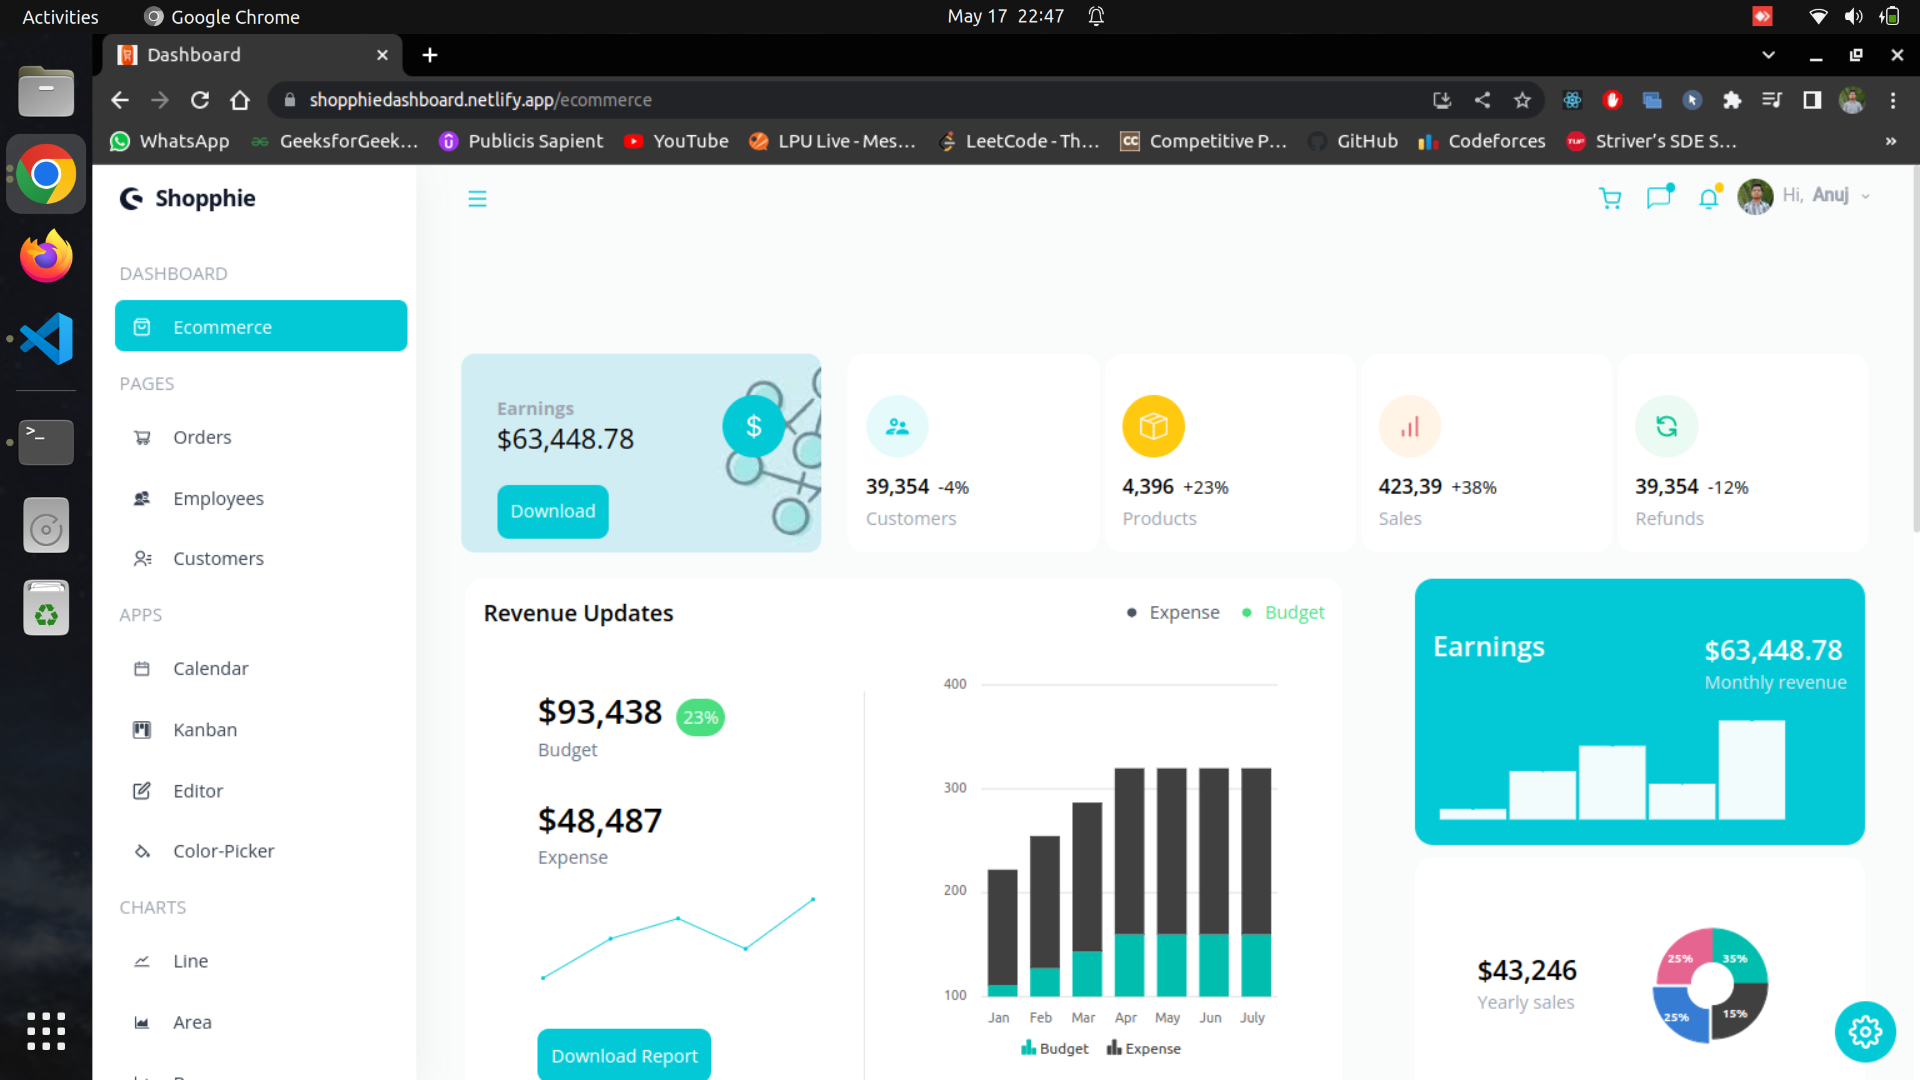 Activities Google Chrome May 17 22:47
Dashboard
shopphiedashboard.netlify.app/ecommerce
WhatsApp GeeksforGeek... Publicis Sapient YouTube LPU Live - Mes... LeetCode - Th... CC Competitive P... GitHub Codeforces TUF Striver's SDE S... »
Shopphie
Hi, Anuj
DASHBOARD
Ecommerce
PAGES
Orders
Employees
Customers
APPS
Calendar
Kanban
Editor
Color-Picker
CHARTS
Line
Area
Earnings
$63,448.78
$
Download
39,354 -4%
Customers
4,396 +23%
Products
423,39 +38%
Sales
39,354 -12%
Refunds
Revenue Updates
Expense Budget
$93,438 23%
Budget
$48,487
Expense
Download Report
400
300
200
100
Jan Feb Mar Apr May Jun July
Budget Expense
Earnings
$63,448.78
Monthly revenue
$43,246
Yearly sales
25% 35%
25% 15%